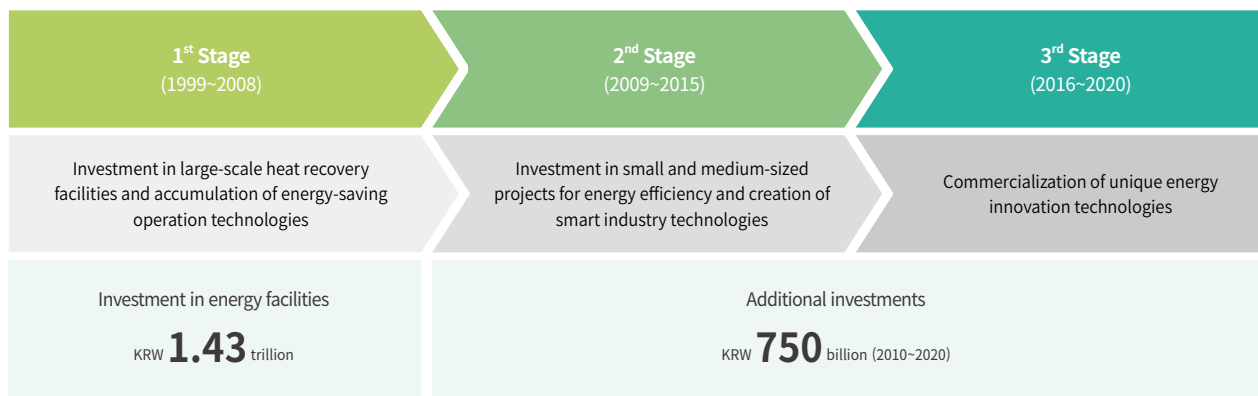 1st Stage
(1999~2008)
2nd Stage
(2009~2015)
3rd Stage
(2016~2020)
Investment in large-scale heat recovery
facilities and accumulation of energy-saving
operation technologies
Investment in small and medium-sized
projects for energy efficiency and creation of
smart industry technologies
Commercialization of unique energy
innovation technologies
Investment in energy facilities
KRW 1.43 trillion
Additional investments
KRW 750 billion (2010~2020)